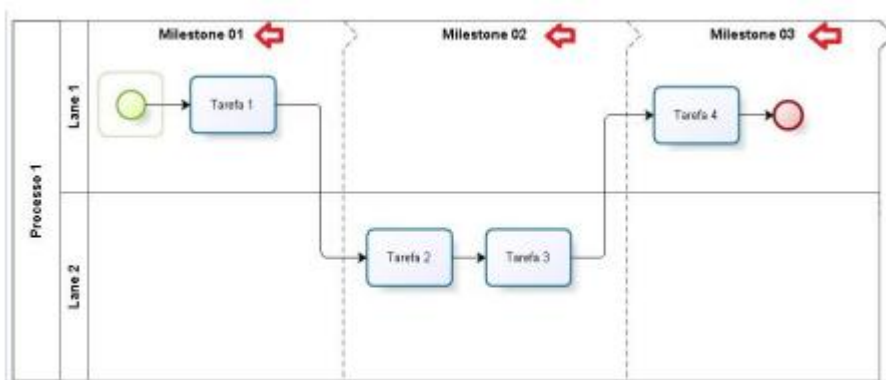 Milestone 01
Milestone 02
Milestone 03
Processo 1
Lane 1
Tarefa 1
Tarefa 4
Lane 2
Tarefa 2
Tarefa 3